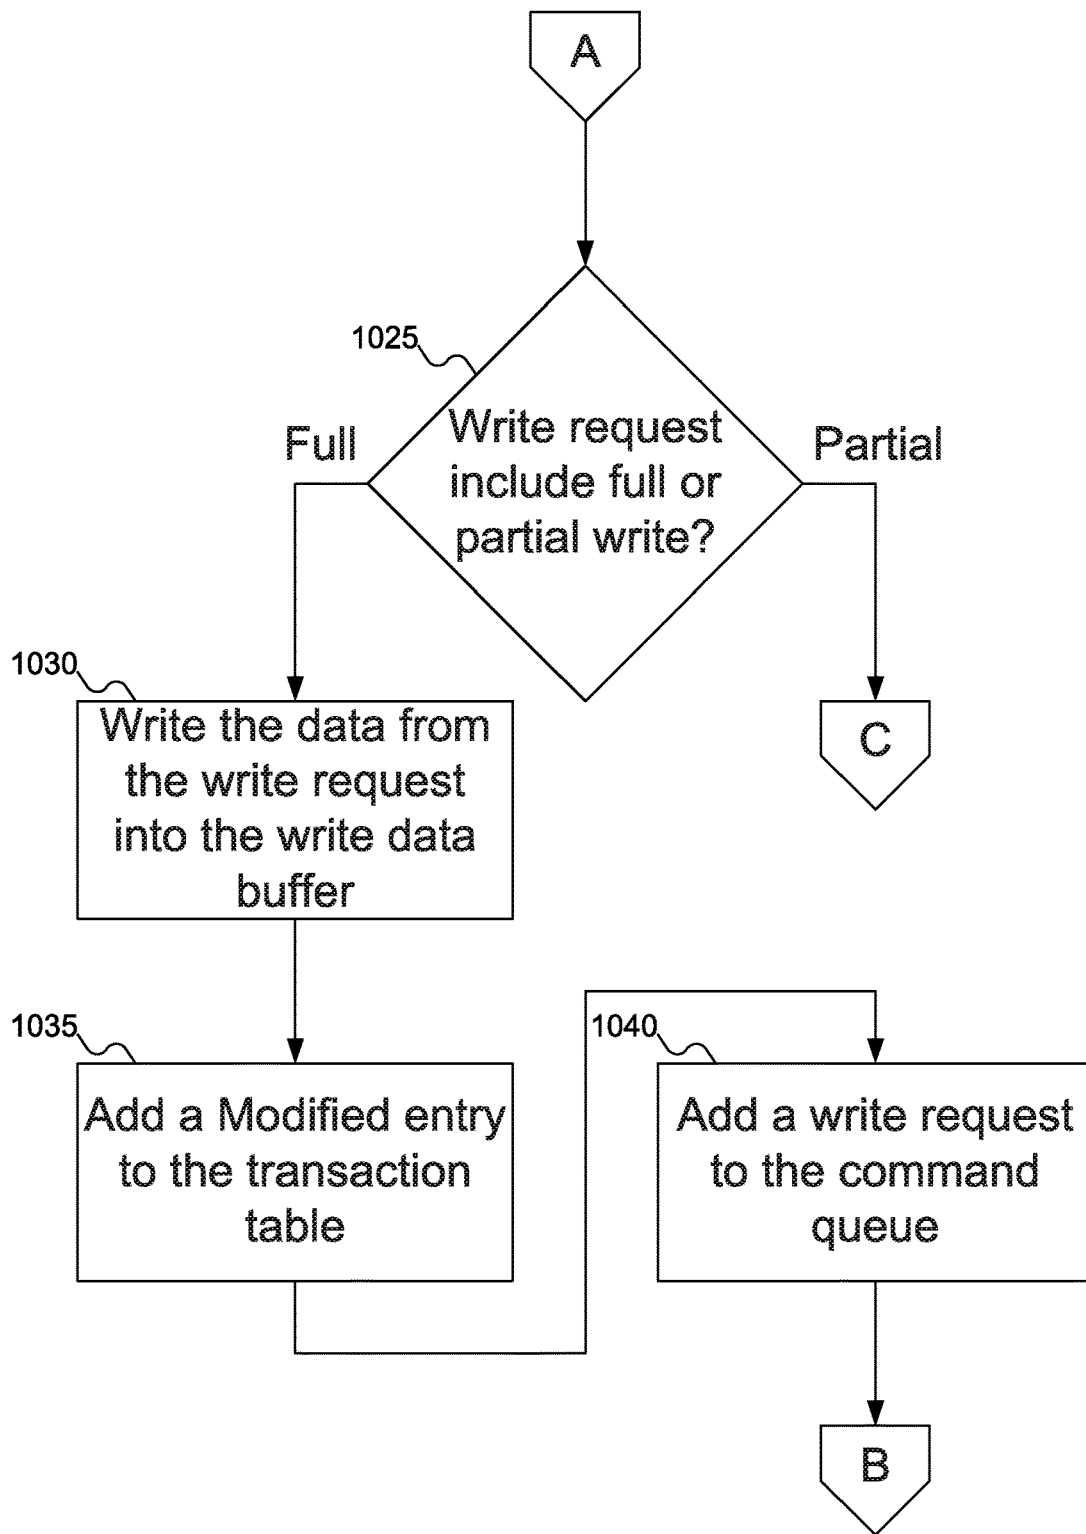 A
1025
Write request
include full or
partial write?
Full
Partial
1030
Write the data from
the write request
into the write data
buffer
C
1035
Add a Modified entry
to the transaction
table
1040
Add a write request
to the command
queue
B